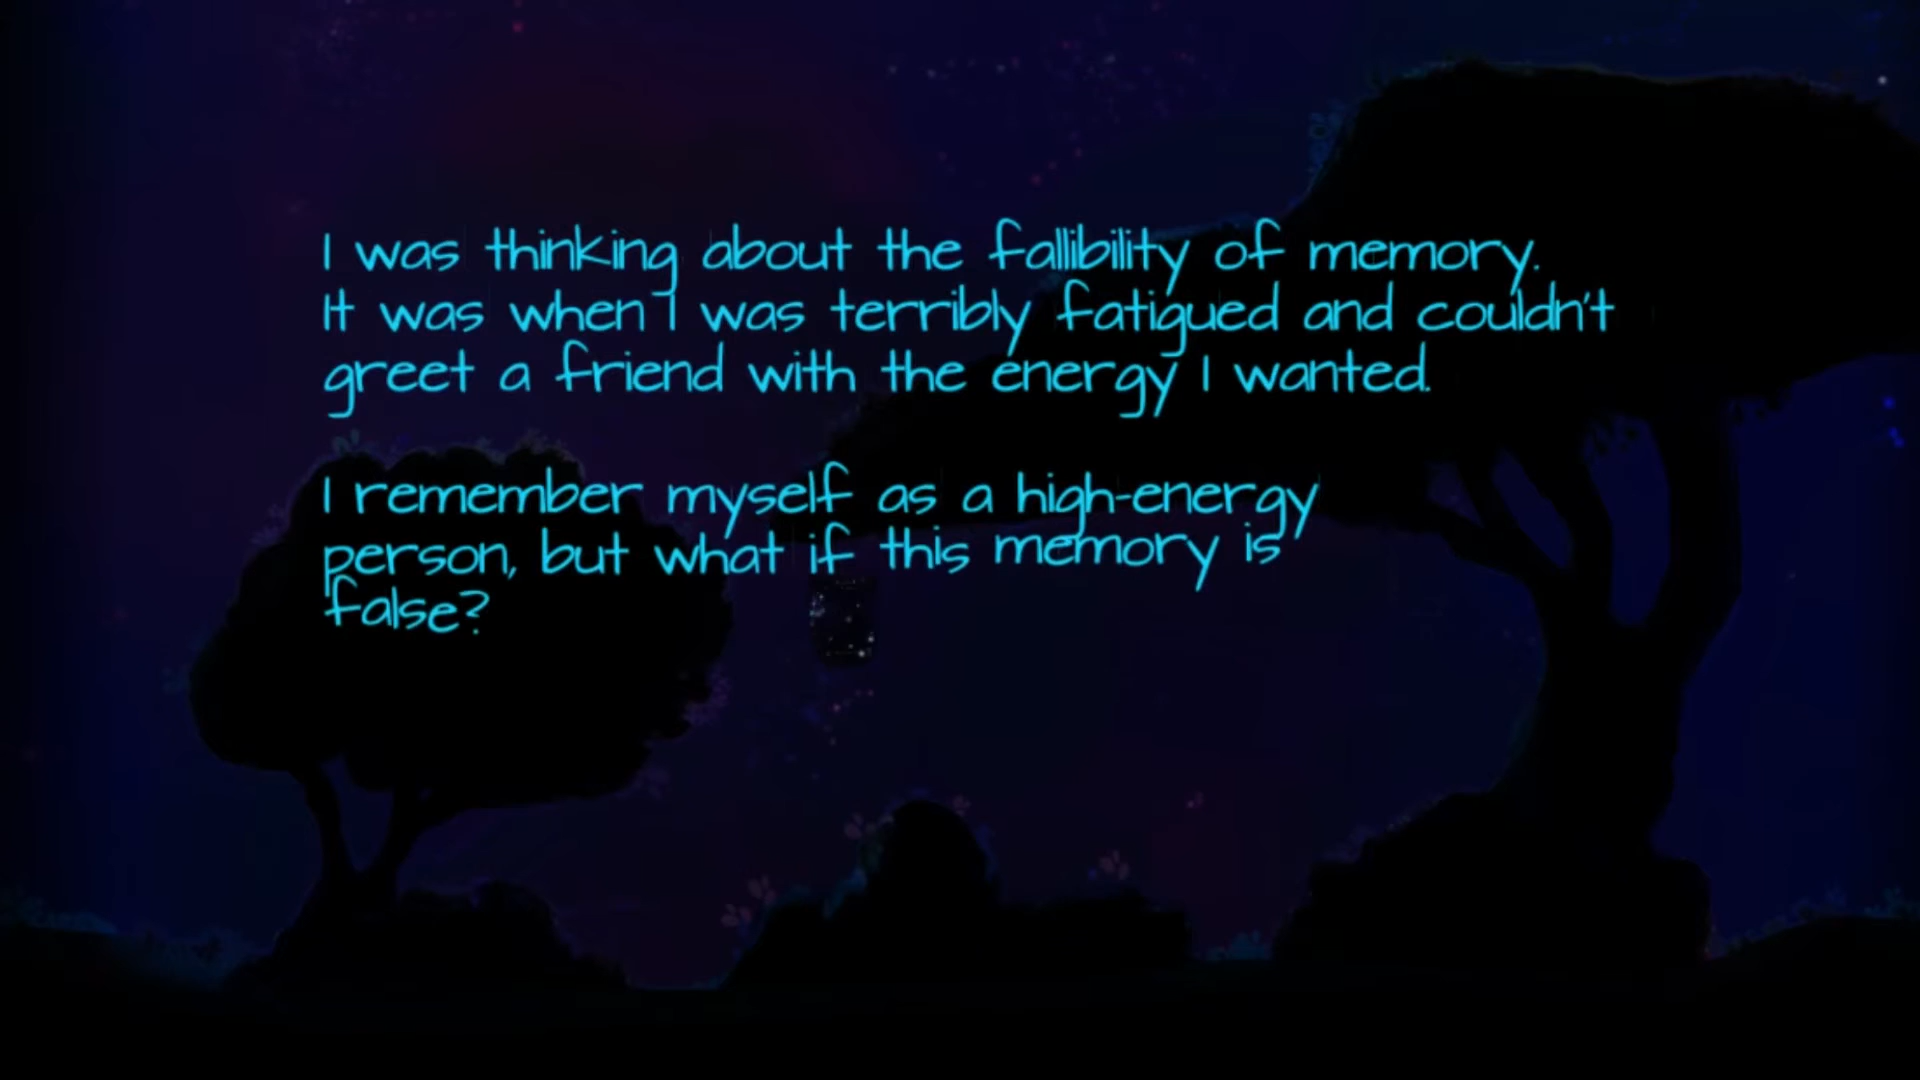 I was thinking about the fallibility of memory.
It was when I was terribly fatigued and couldn't
greet a friend with the energy I wanted.
I remember myself as a high-energy
person, but what if this memory is
false?